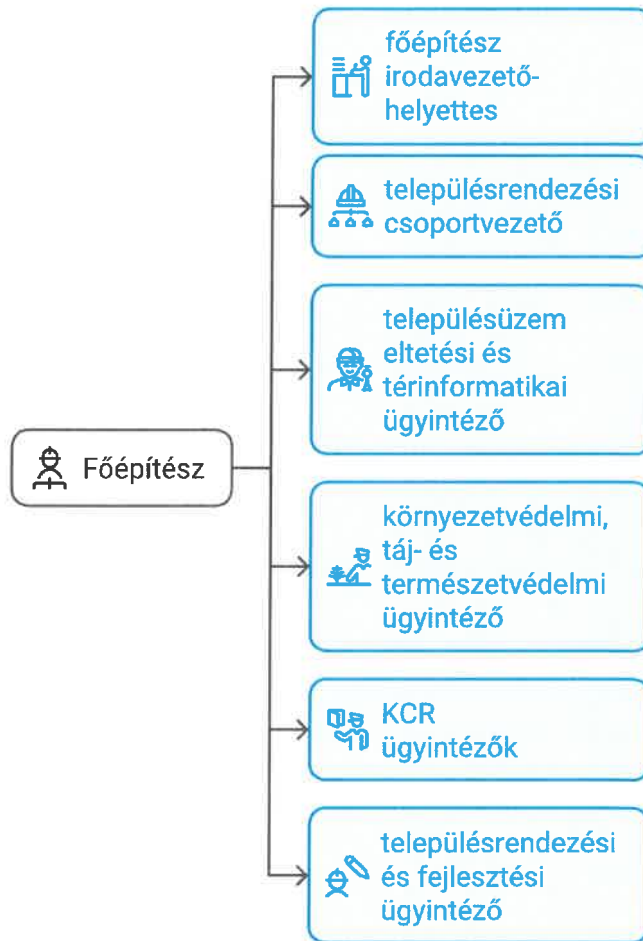 főépítész
irodavezető-
helyettes
településrendezési
csoportvezető
településüzem
eltetési és
térinformatikai
ügyintéző
Főépítész
környezetvédelmi,
táj- és
természetvédelmi
ügyintéző
KCR
ügyintézők
településrendezési
és fejlesztési
ügyintéző